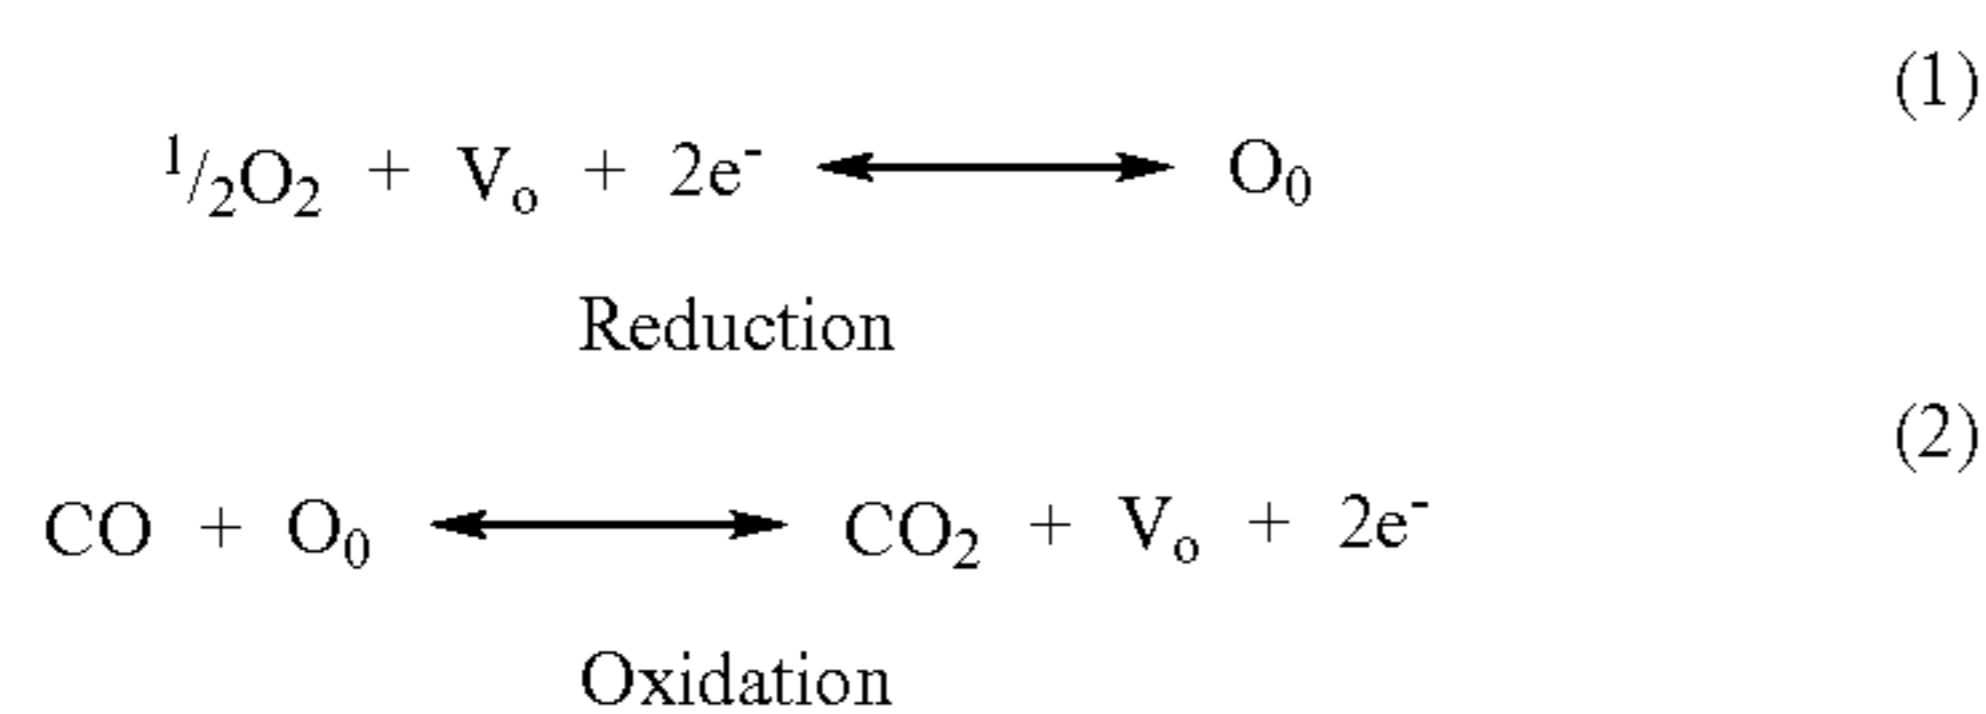 (1)
¹/₂O₂ + Vₒ + 2e⁻ ⟷ O₀
Reduction
(2)
CO + O₀ ⟷ CO₂ + Vₒ + 2e⁻
Oxidation